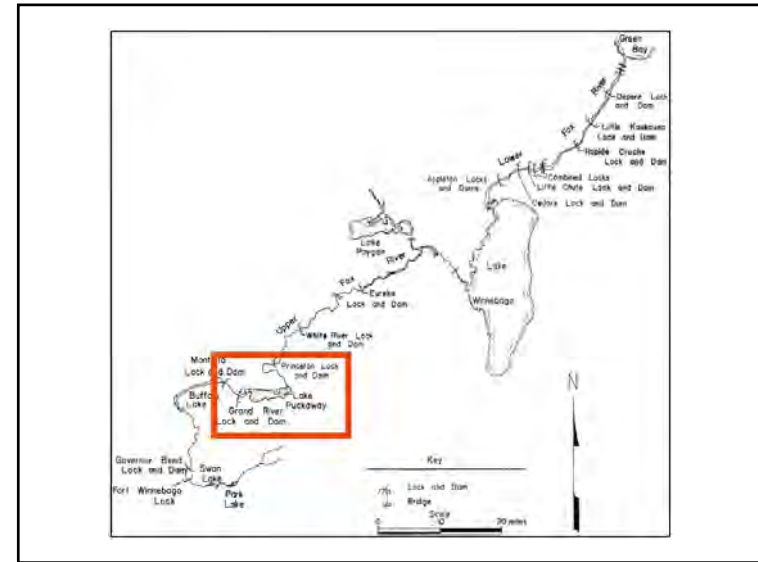 Green
Bay
Depere Lock
and Dam
Little Kaukauna
Lock and Dam
Rapide Croche
Lock and Dam
Lower Fox River
Combined Locks
Little Chute Lock and Dam
Cedars Lock and Dam
Appleton Locks
and Dams
Lake
Poygan
Lake
Winnebago
Upper Fox River
Eureka
Lock and Dam
White River Lock
and Dam
Princeton Lock
and Dam
Lock and Dam
Buffalo
Lake
Grand River
Lock and Dam
Lake
Puckaway
Governor Bend
Lock and Dam
Swan
Lake
Fort Winnebago
Lock
Park
Lake
N
Key
Lock and Dam
Bridge
Scale
0 10 20 miles